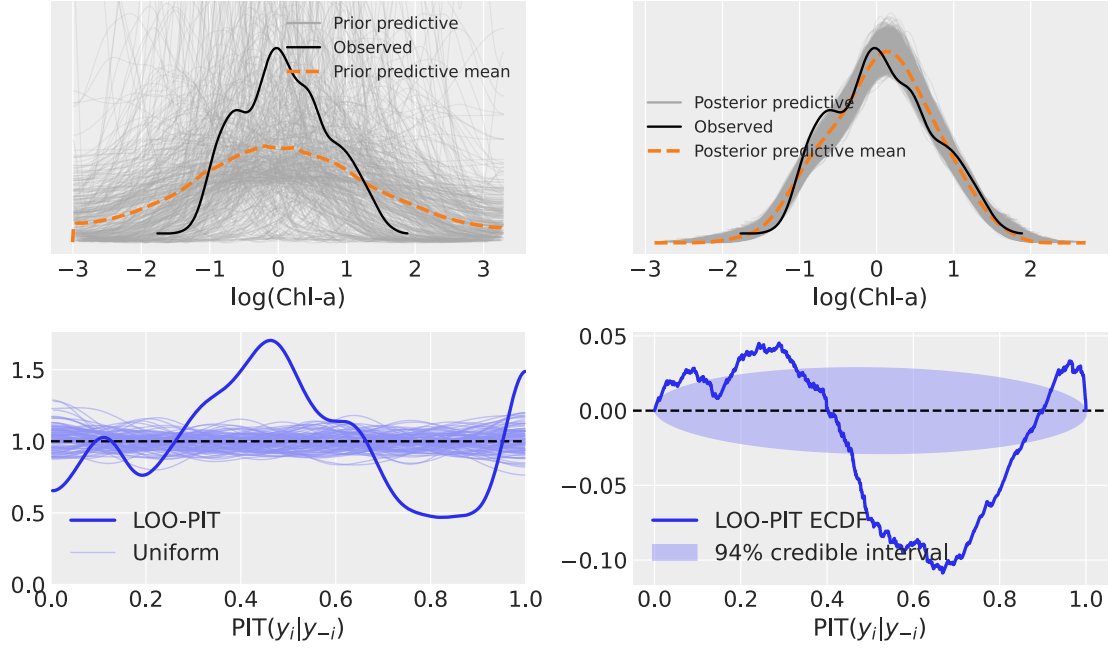 Prior predictive
Observed
Prior predictive mean
−3 −2 −1 0 1 2 3
log(Chl-a)
Posterior predictive
Observed
Posterior predictive mean
−3 −2 −1 0 1 2
log(Chl-a)
1.5
1.0
0.5
0.0
LOO-PIT
Uniform
0.0 0.2 0.4 0.6 0.8 1.0
PIT(yᵢ|y₋ᵢ)
0.05
0.00
−0.05
−0.10
LOO-PIT ECDF
94% credible interval
0.0 0.2 0.4 0.6 0.8 1.0
PIT(yᵢ|y₋ᵢ)